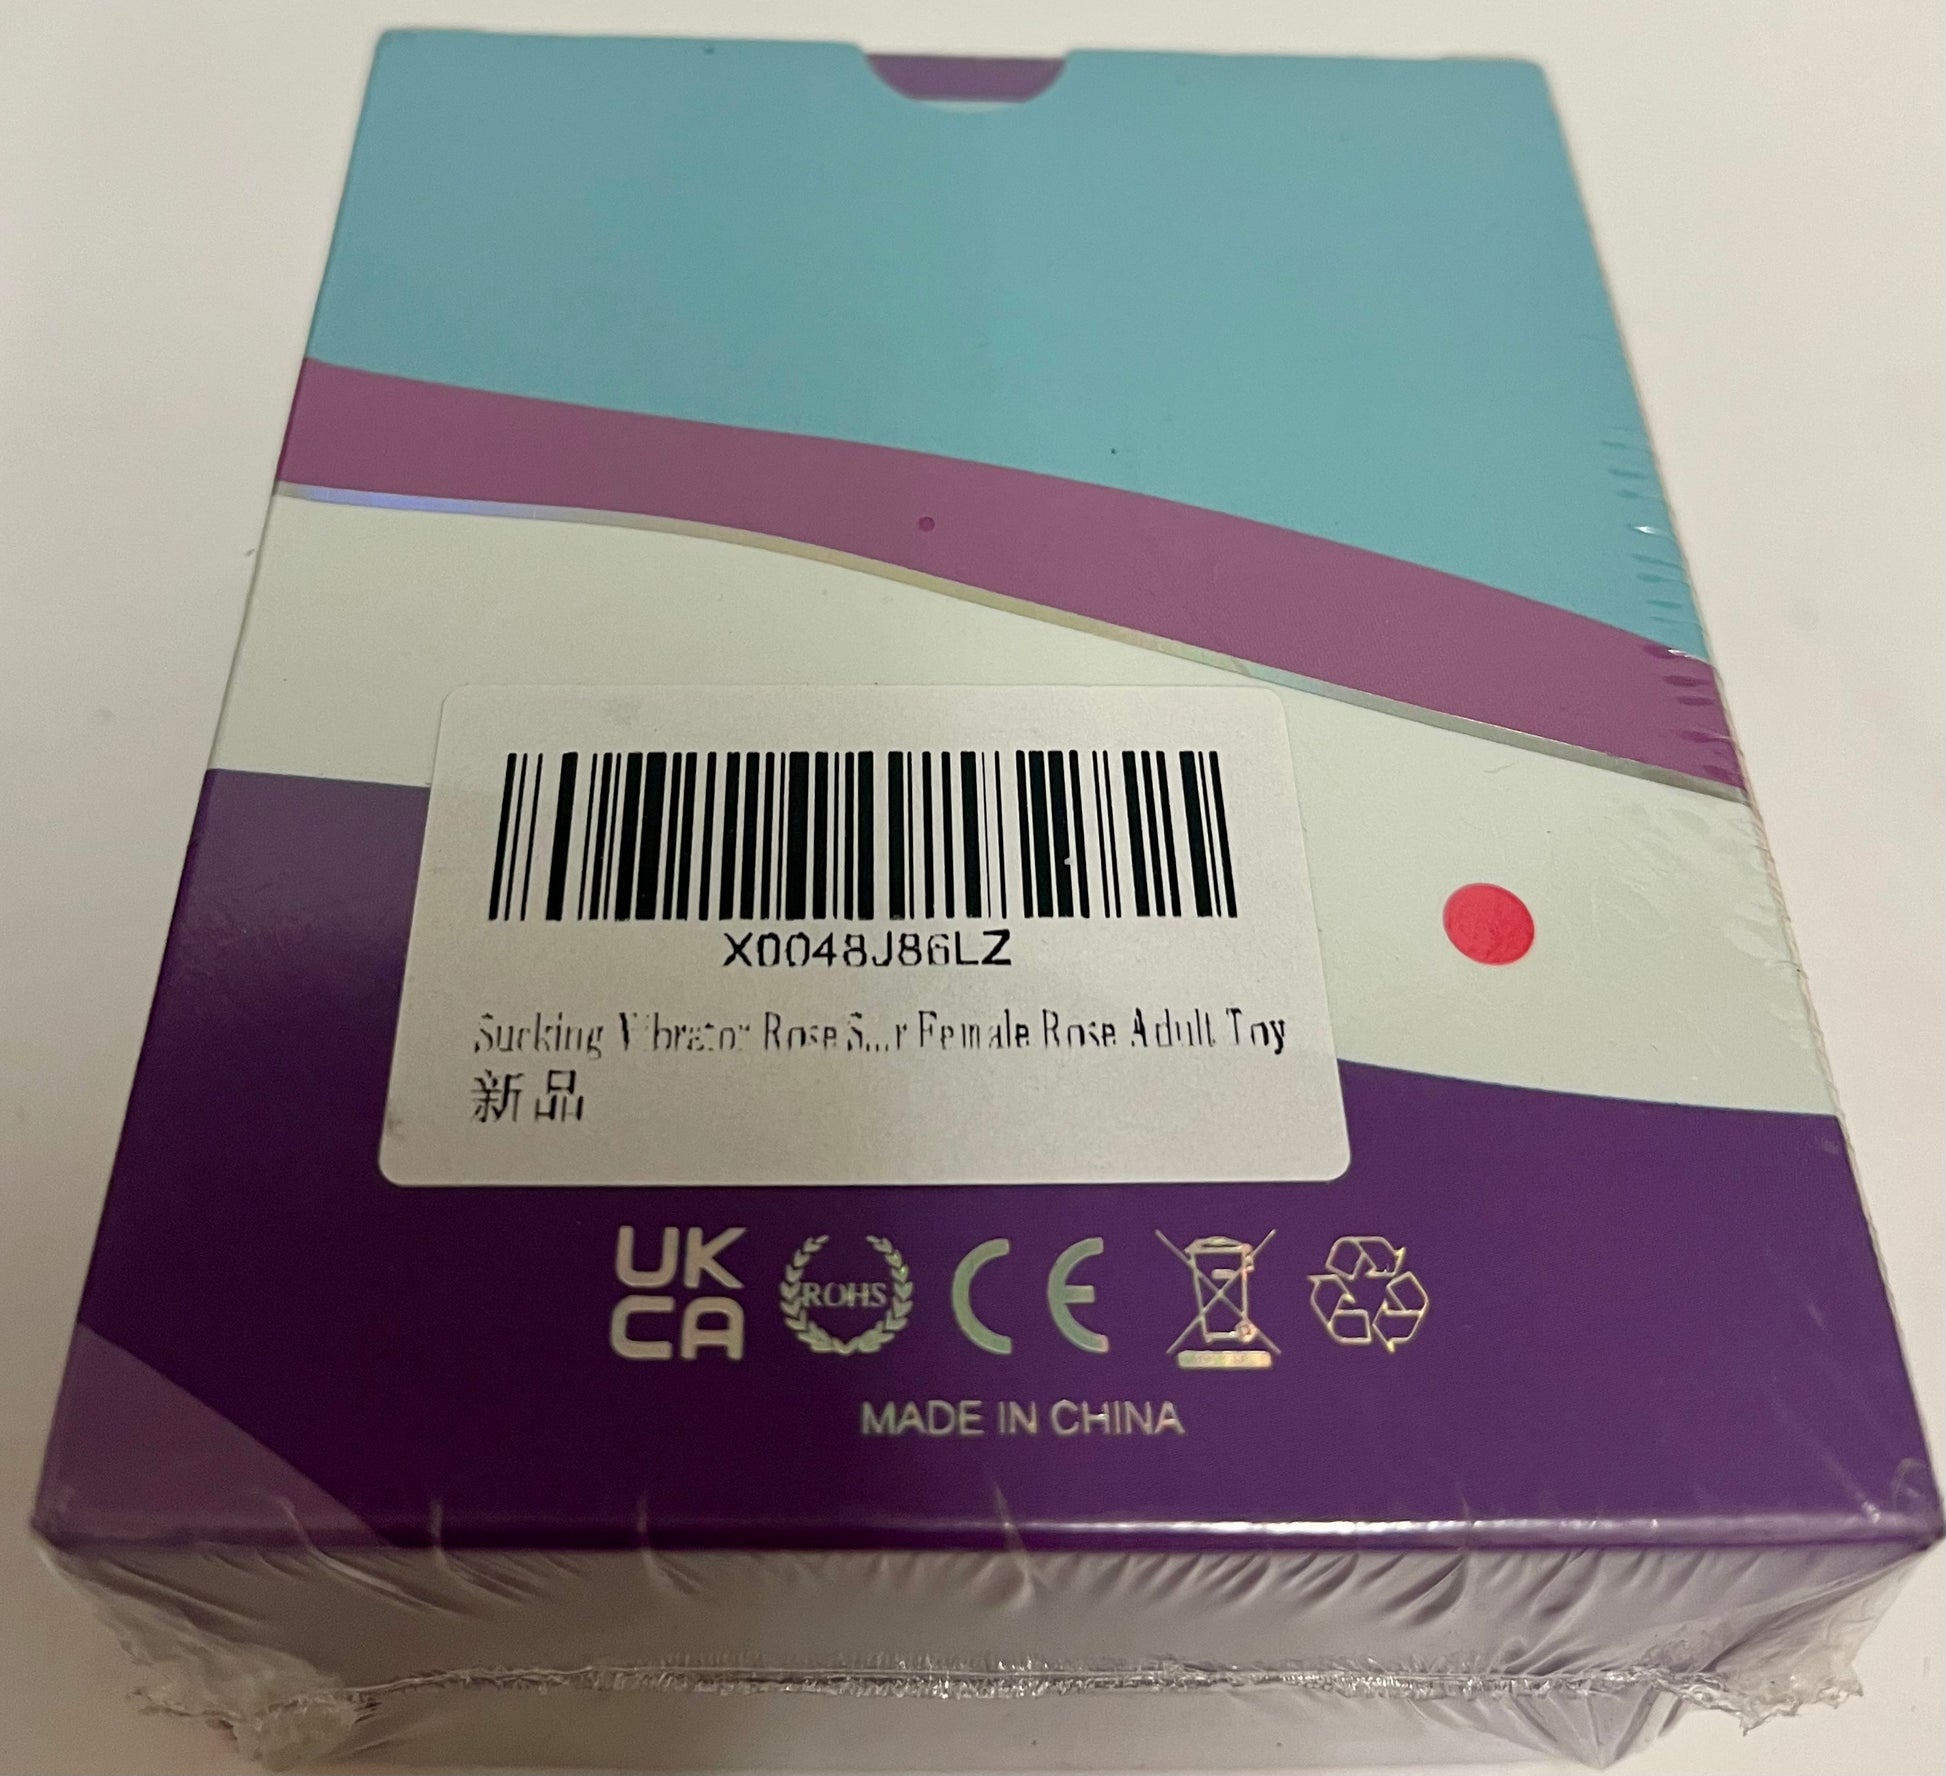 X0048J86LZ
Sucking Vibrator Rose S...r Female Rose Adult Toy
新品
UK
CA
ROHS
CE
MADE IN CHINA